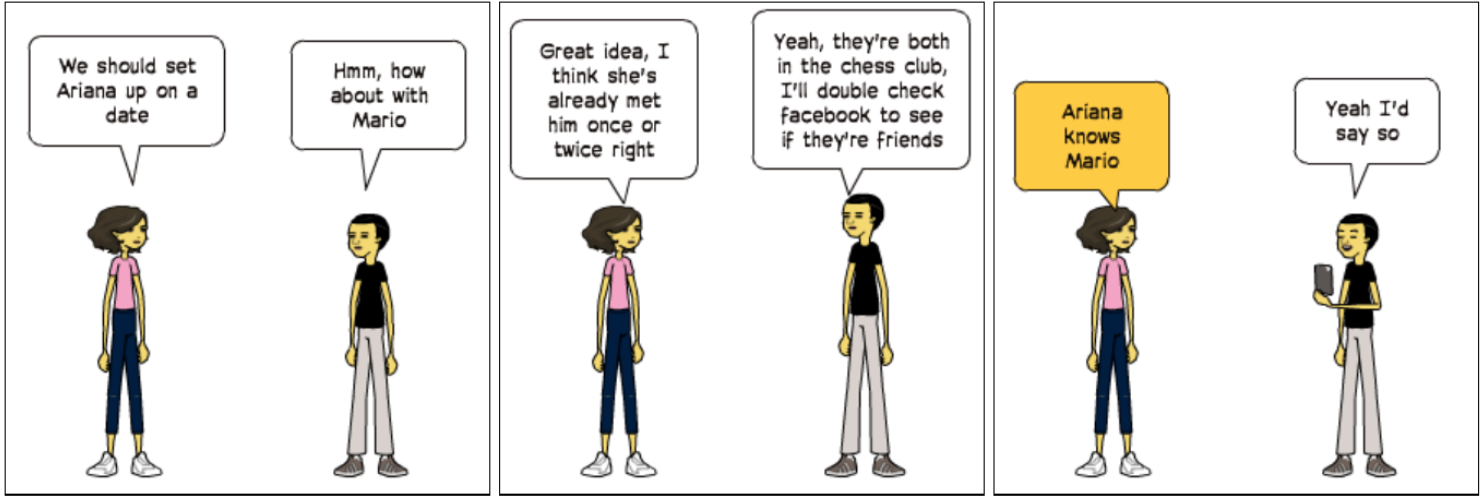 We should set
Ariana up on a
date
Hmm, how
about with
Mario
Great idea, I
think she's
already met
him once or
twice right
Yeah, they're both
in the chess club,
I'll double check
facebook to see
if they're friends
Ariana
knows
Mario
Yeah I'd
say so